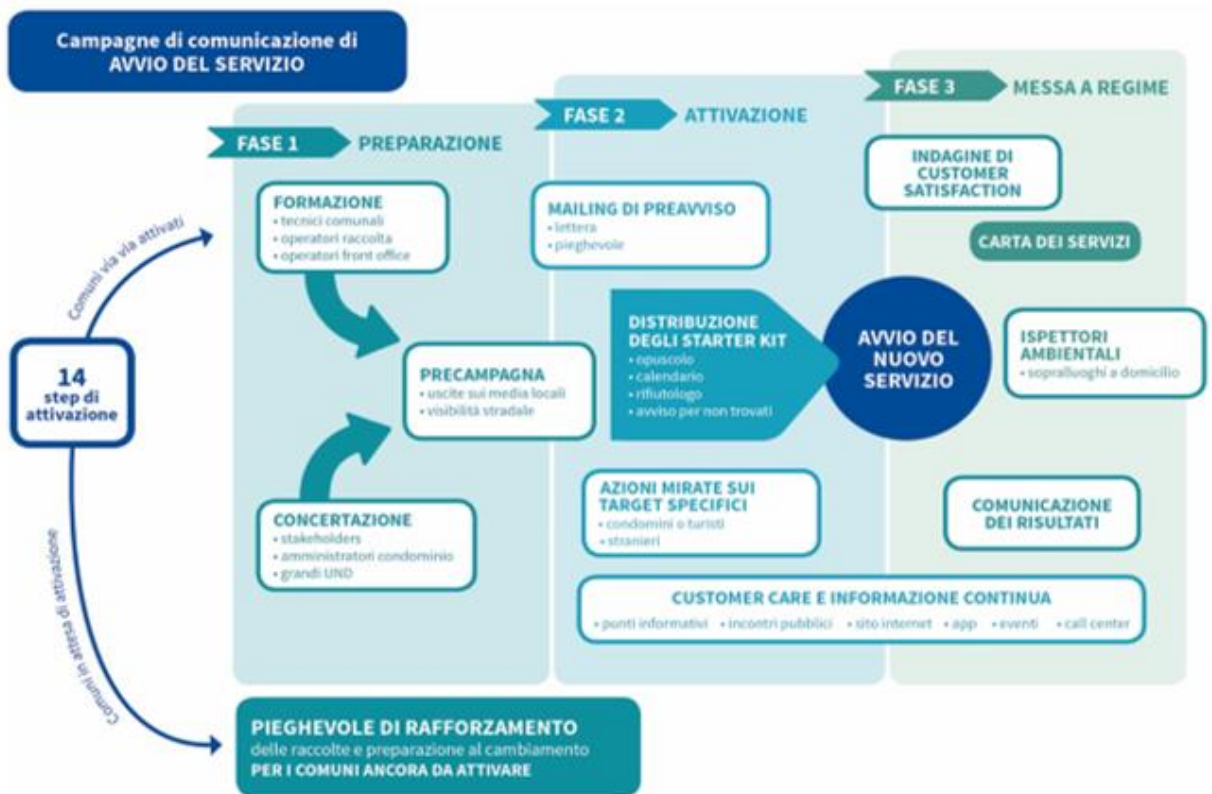 Campagne di comunicazione di
AVVIO DEL SERVIZIO
FASE 1
PREPARAZIONE
FASE 2
ATTIVAZIONE
FASE 3
MESSA A REGIME
Comuni via via attivati
14
step di
attivazione
Comuni in attesa di attivazione
FORMAZIONE
• tecnici comunali
• operatori raccolta
• operatori front office
PRECAMPAGNA
• uscite sui media locali
• visibilità stradale
CONCERTAZIONE
• stakeholders
• amministratori condominio
• grandi UND
MAILING DI PREAVVISO
• lettera
• pieghevole
DISTRIBUZIONE
DEGLI STARTER KIT
• opuscolo
• calendario
• rifiutologo
• avviso per non trovati
AZIONI MIRATE SUI
TARGET SPECIFICI
• condomini o turisti
• stranieri
AVVIO DEL
NUOVO
SERVIZIO
INDAGINE DI
CUSTOMER
SATISFACTION
CARTA DEI SERVIZI
ISPETTORI
AMBIENTALI
• sopralluoghi a domicilio
COMUNICAZIONE
DEI RISULTATI
CUSTOMER CARE E INFORMAZIONE CONTINUA
• punti informativi • incontri pubblici • sito internet • app • eventi • call center
PIEGHEVOLE DI RAFFORZAMENTO
delle raccolte e preparazione al cambiamento
PER I COMUNI ANCORA DA ATTIVARE